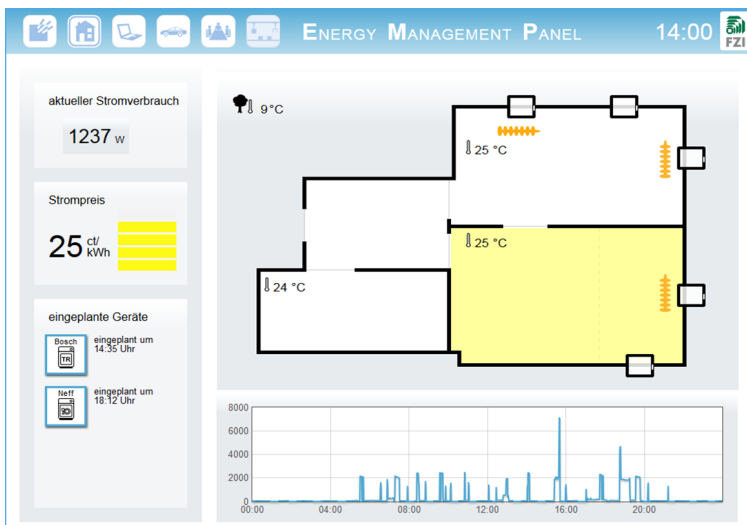 ENERGY MANAGEMENT PANEL
14:00
FZI
aktueller Stromverbrauch
1237 w
Strompreis
25 ct/
kWh
eingeplante Geräte
Bosch
TR
eingeplant um
14:35 Uhr
Neff
eingeplant um
18:12 Uhr
9°C
25 °C
25 °C
24 °C
8000
6000
4000
2000
0
00:00 04:00 08:00 12:00 16:00 20:00